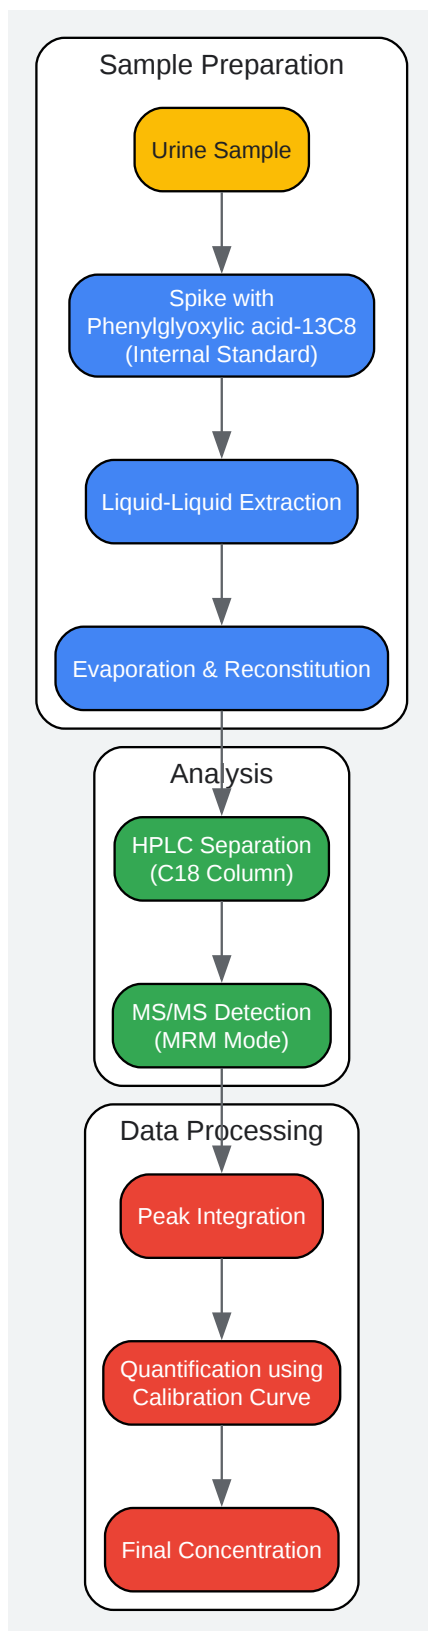 Sample Preparation
Urine Sample
Spike with
Phenylglyoxylic acid-13C8
(Internal Standard)
Liquid-Liquid Extraction
Evaporation & Reconstitution
Analysis
HPLC Separation
(C18 Column)
MS/MS Detection
(MRM Mode)
Data Processing
Peak Integration
Quantification using
Calibration Curve
Final Concentration